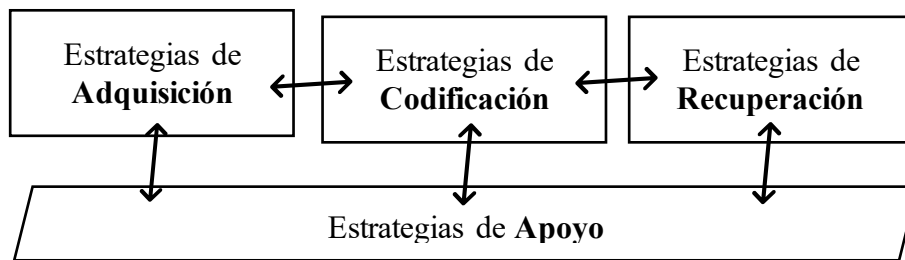 Estrategias de
Adquisición
Estrategias de
Codificación
Estrategias de
Recuperación
Estrategias de Apoyo